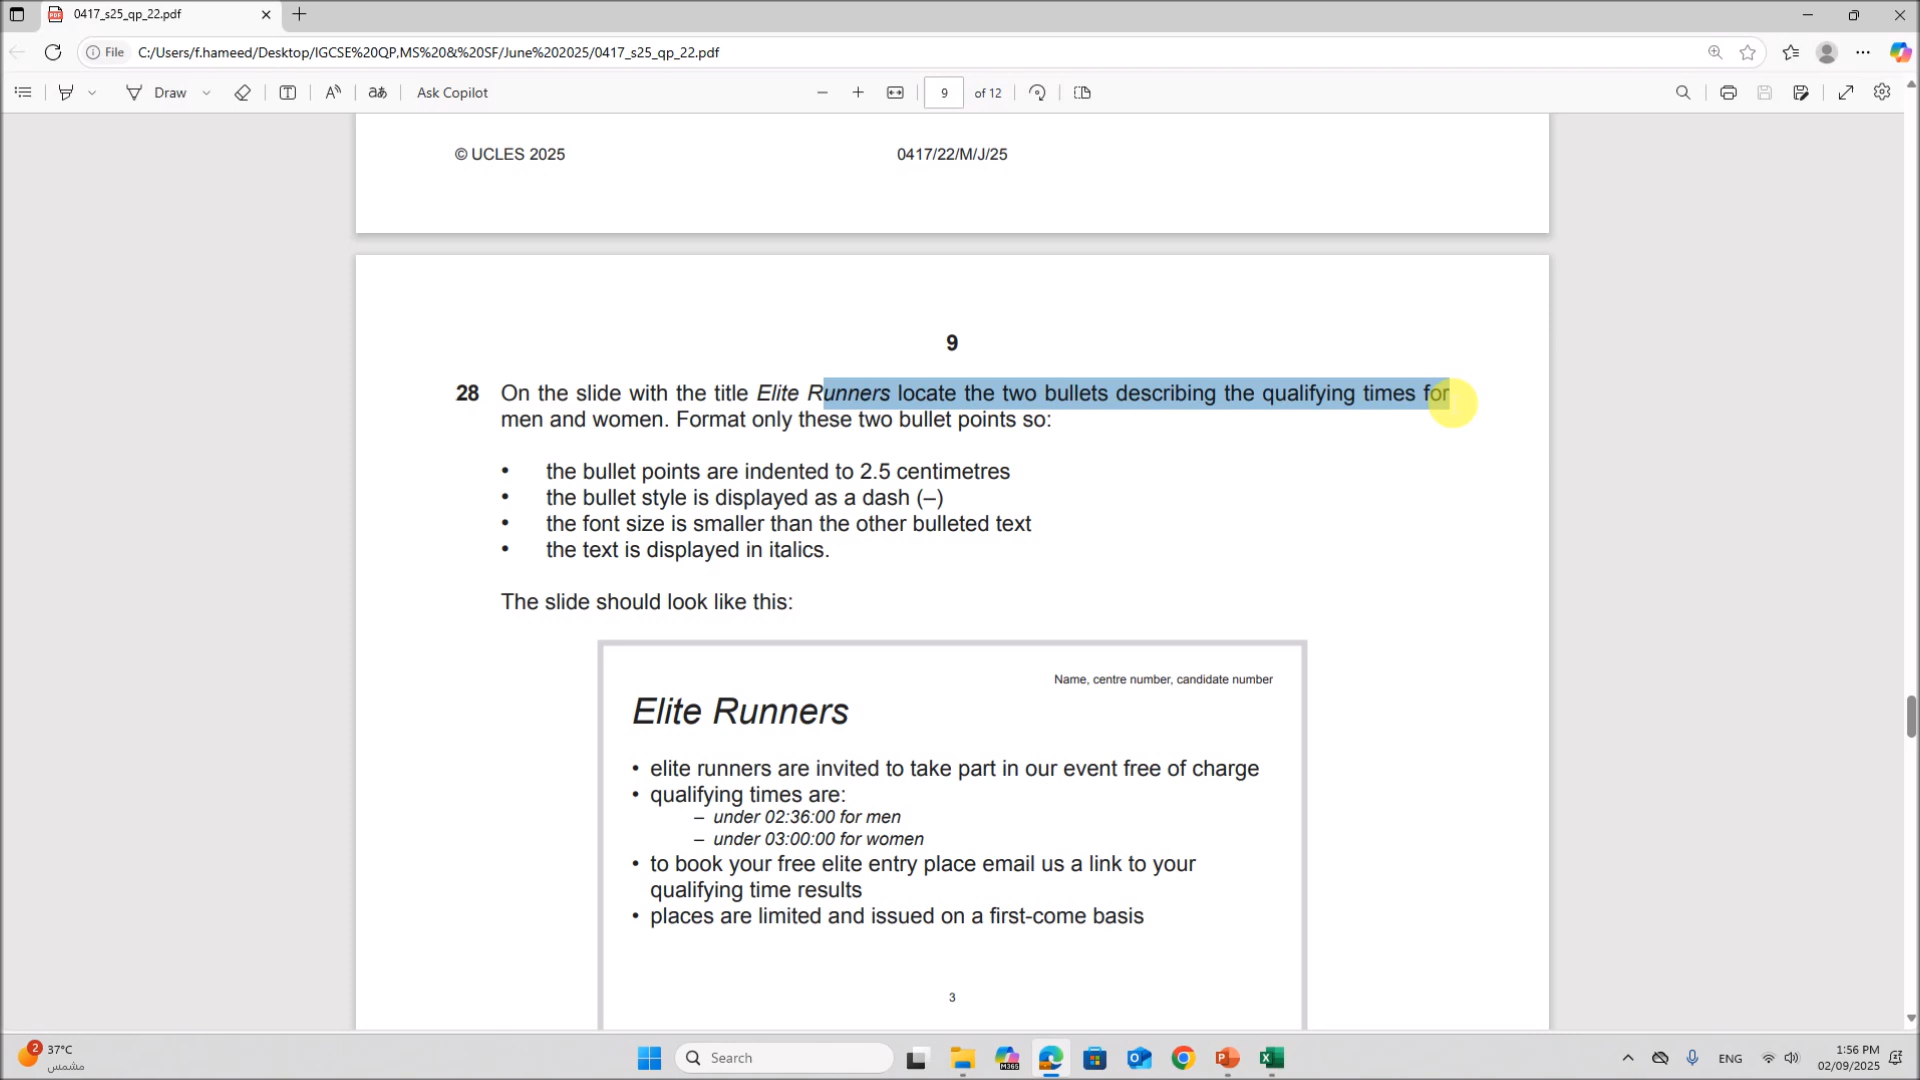 0417_s25_qp_22.pdf
File
C:/Users/f.hameed/Desktop/IGCSE%20QP,MS%20&%20SF/June%202025/0417_s25_qp_22.pdf
Draw
Ask Copilot
9 of 12
© UCLES 2025 0417/22/M/J/25
9
28 On the slide with the title Elite Runners locate the two bullets describing the qualifying times for
men and women. Format only these two bullet points so:
• the bullet points are indented to 2.5 centimetres
• the bullet style is displayed as a dash (–)
• the font size is smaller than the other bulleted text
• the text is displayed in italics.
The slide should look like this:
Name, centre number, candidate number
Elite Runners
• elite runners are invited to take part in our event free of charge
• qualifying times are:
– under 02:36:00 for men
– under 03:00:00 for women
• to book your free elite entry place email us a link to your
qualifying time results
• places are limited and issued on a first-come basis
3
2
37°C
مشمس
Search
M365
ENG
1:56 PM
02/09/2025